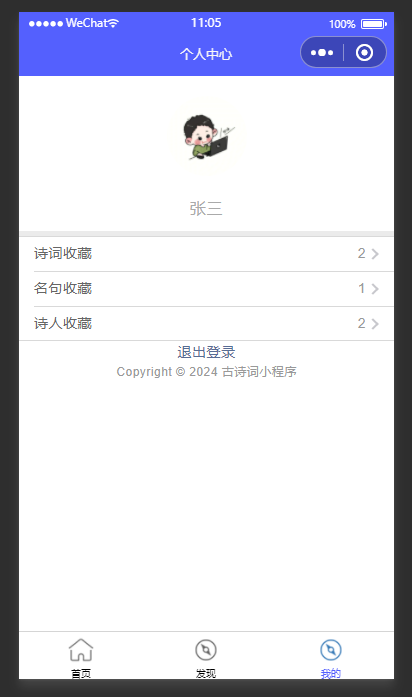 WeChat 11:05 100%
个人中心
张三
诗词收藏 2
名句收藏 1
诗人收藏 2
退出登录
Copyright © 2024 古诗词小程序
首页 发现 我的